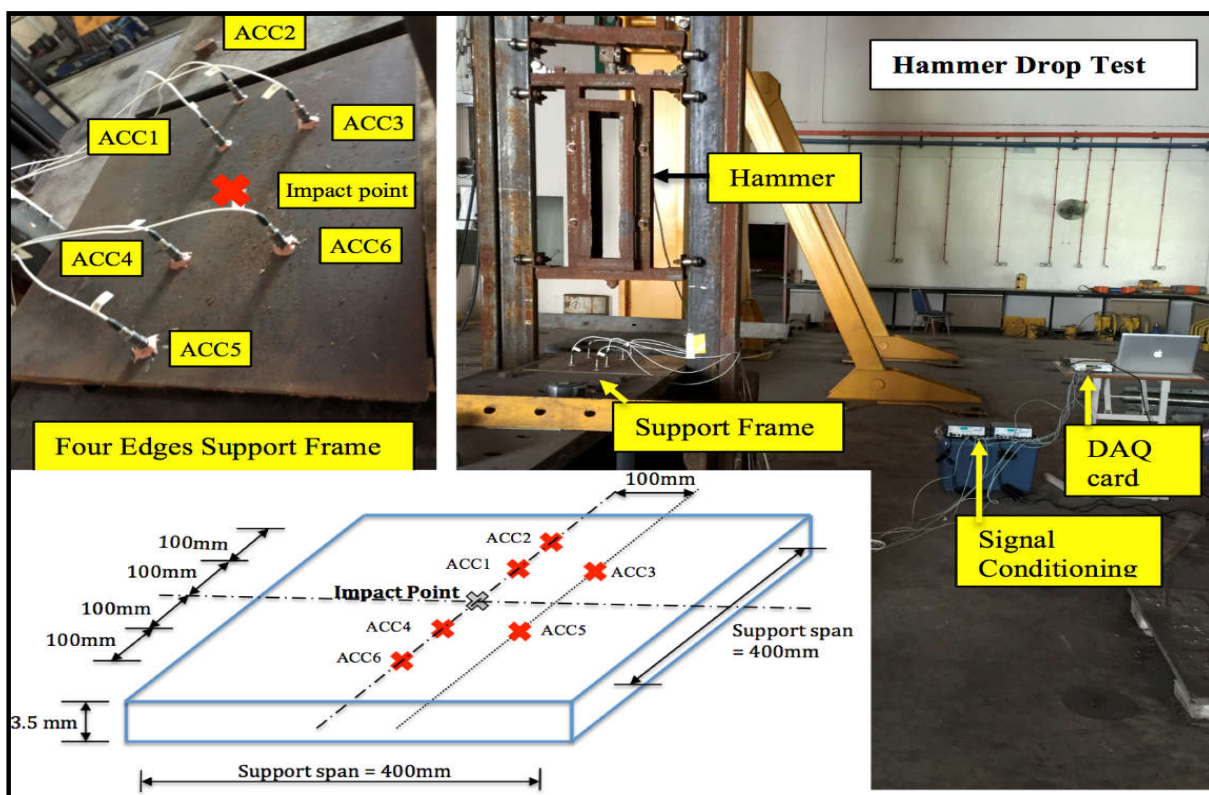 ACC2
ACC1
ACC3
Impact point
ACC4
ACC6
ACC5
Four Edges Support Frame
Hammer Drop Test
Hammer
Support Frame
DAQ
card
Signal
Conditioning
100mm
100mm
100mm
100mm
100mm
ACC2
ACC1
ACC3
Impact Point
ACC4
ACC5
ACC6
Support span
= 400mm
3.5 mm
Support span = 400mm